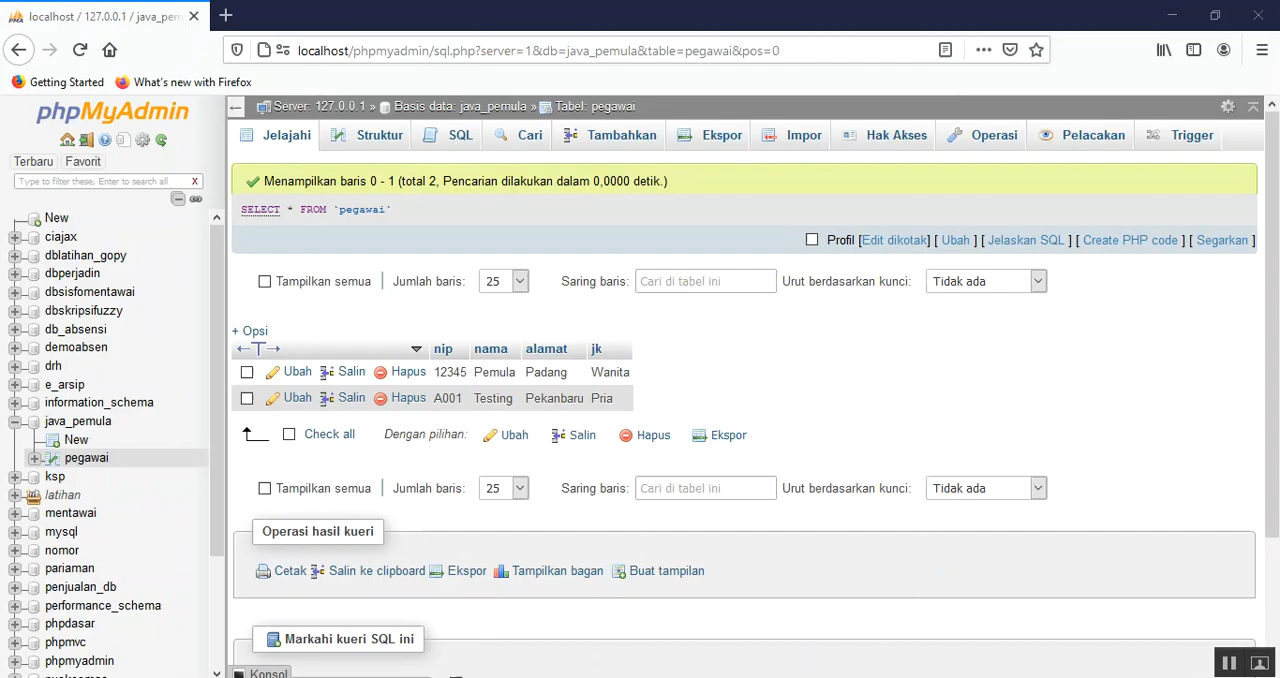 localhost / 127.0.0.1 / java_pem
localhost/phpmyadmin/sql.php?server=1&db=java_pemula&table=pegawai&pos=0
Getting Started What's new with Firefox
phpMyAdmin
Terbaru Favorit
Type to filter these, Enter to search all X
New
ciajax
dblatihan_gopy
dbperjadin
dbsisfomentawai
dbskripsifuzzy
db_absensi
demoabsen
drh
e_arsip
information_schema
java_pemula
New
pegawai
ksp
latihan
mentawai
mysql
nomor
pariaman
penjualan_db
performance_schema
phpdasar
phpmvc
phpmyadmin
Server: 127.0.0.1 » Basis data: java_pemula » Tabel: pegawai
Jelajahi Struktur SQL Cari Tambahkan Ekspor Impor Hak Akses Operasi Pelacakan Trigger
Menampilkan baris 0 - 1 (total 2, Pencarian dilakukan dalam 0,0000 detik.)
SELECT * FROM `pegawai`
Profil [Edit dikotak] [ Ubah ] [ Jelaskan SQL ] [ Create PHP code ] [ Segarkan ]
Tampilkan semua Jumlah baris: 25 Saring baris: Cari di tabel ini Urut berdasarkan kunci: Tidak ada
+ Opsi
←T→ nip nama alamat jk
Ubah Salin Hapus 12345 Pemula Padang Wanita
Ubah Salin Hapus A001 Testing Pekanbaru Pria
Check all Dengan pilihan: Ubah Salin Hapus Ekspor
Tampilkan semua Jumlah baris: 25 Saring baris: Cari di tabel ini Urut berdasarkan kunci: Tidak ada
Operasi hasil kueri
Cetak Salin ke clipboard Ekspor Tampilkan bagan Buat tampilan
Markahi kueri SQL ini
Konsol